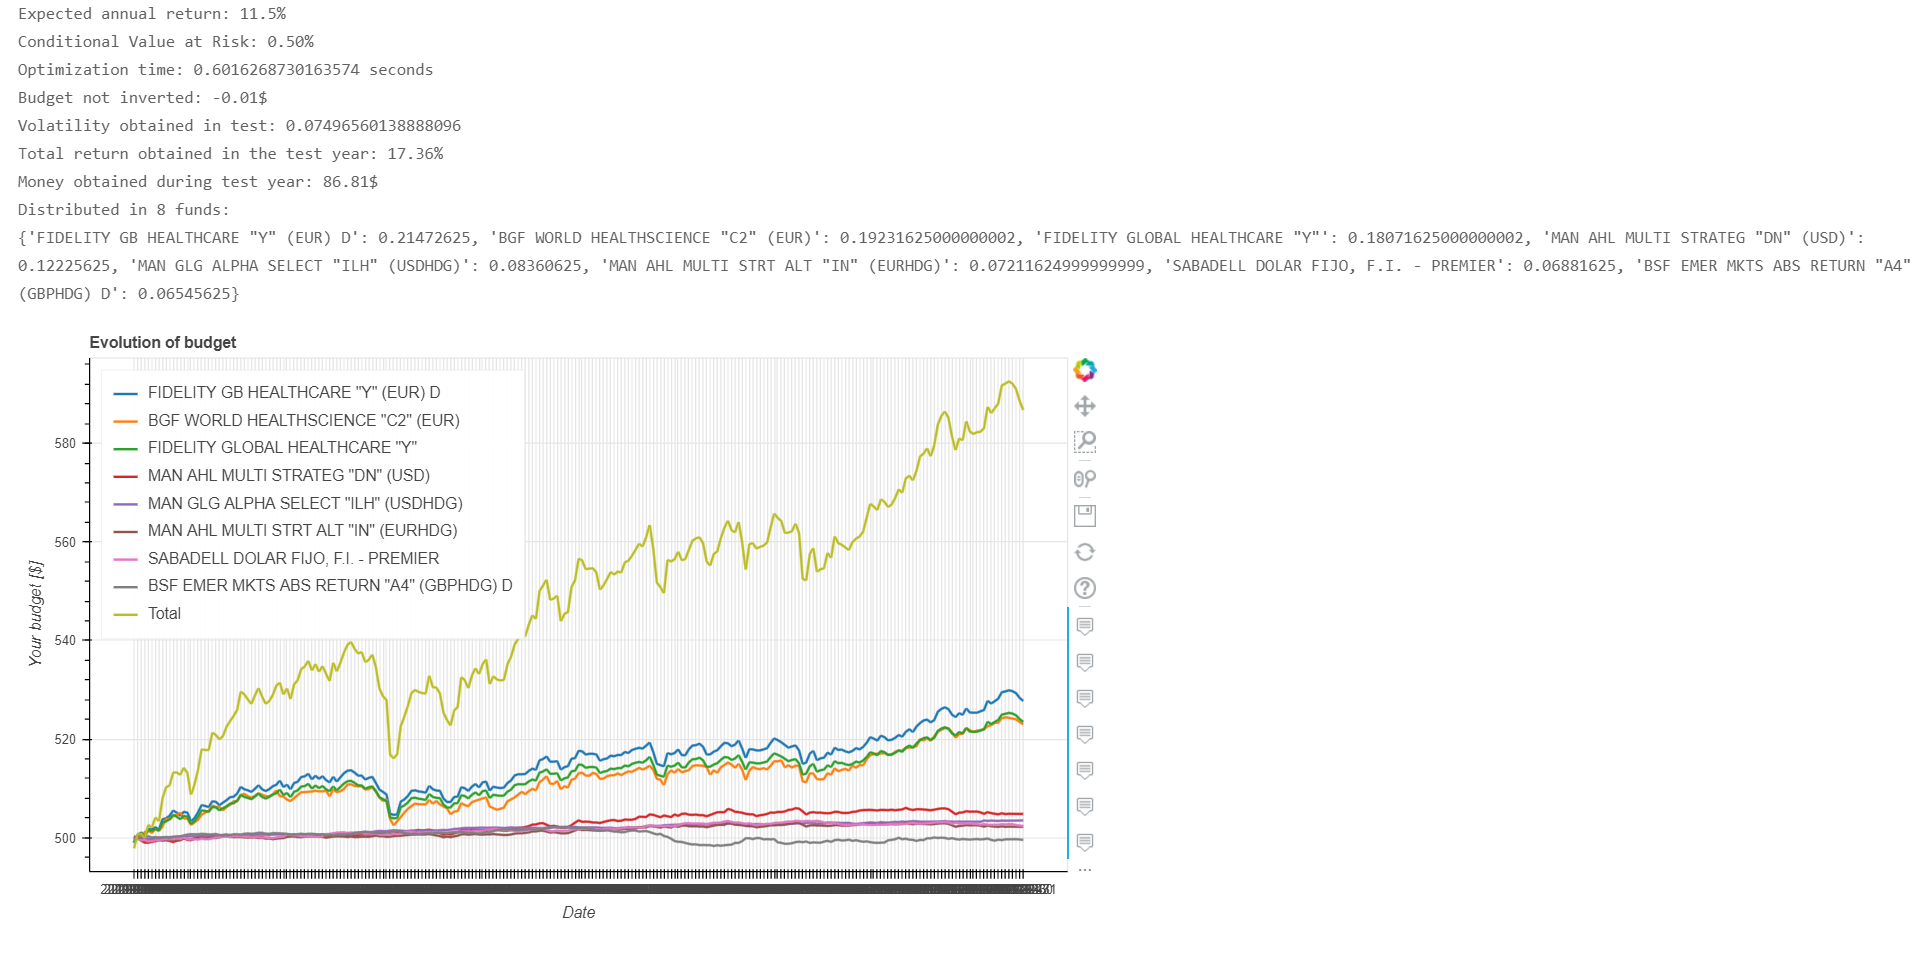 Expected annual return: 11.5%
Conditional Value at Risk: 0.50%
Optimization time: 0.6016268730163574 seconds
Budget not inverted: -0.01$
Volatility obtained in test: 0.07496560138888096
Total return obtained in the test year: 17.36%
Money obtained during test year: 86.81$
Distributed in 8 funds:
{'FIDELITY GB HEALTHCARE "Y" (EUR) D': 0.21472625, 'BGF WORLD HEALTHSCIENCE "C2" (EUR)': 0.19231625000000002, 'FIDELITY GLOBAL HEALTHCARE "Y"': 0.18071625000000002, 'MAN AHL MULTI STRATEG "DN" (USD)':
0.12225625, 'MAN GLG ALPHA SELECT "ILH" (USDHDG)': 0.08360625, 'MAN AHL MULTI STRT ALT "IN" (EURHDG)': 0.07211624999999999, 'SABADELL DOLAR FIJO, F.I. - PREMIER': 0.06881625, 'BSF EMER MKTS ABS RETURN "A4"
(GBPHDG) D': 0.06545625}
Evolution of budget
FIDELITY GB HEALTHCARE "Y" (EUR) D
BGF WORLD HEALTHSCIENCE "C2" (EUR)
FIDELITY GLOBAL HEALTHCARE "Y"
MAN AHL MULTI STRATEG "DN" (USD)
MAN GLG ALPHA SELECT "ILH" (USDHDG)
MAN AHL MULTI STRT ALT "IN" (EURHDG)
SABADELL DOLAR FIJO, F.I. - PREMIER
BSF EMER MKTS ABS RETURN "A4" (GBPHDG) D
Total
Your budget [$]
580
560
540
520
500
Date